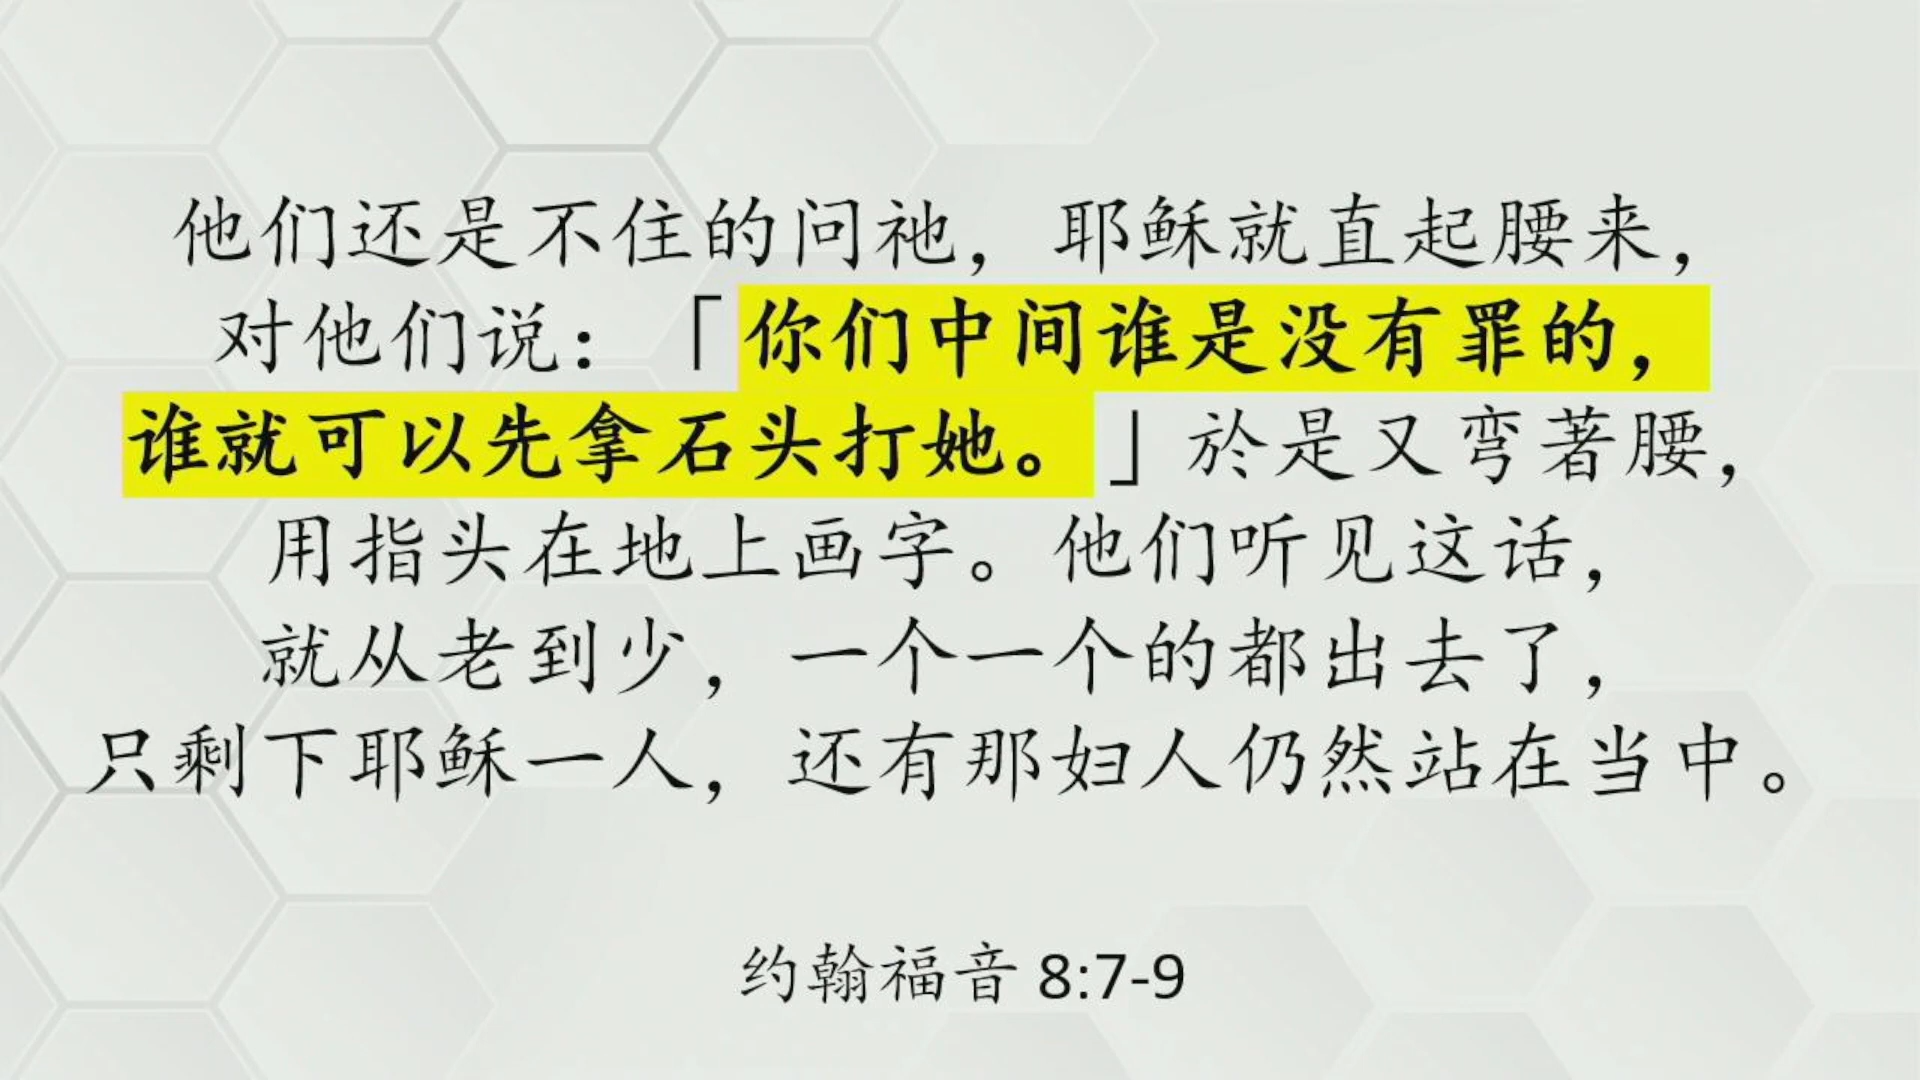 他们还是不住的问祂，耶稣就直起腰来，
对他们说：「你们中间谁是没有罪的，
谁就可以先拿石头打她。」於是又弯著腰，
用指头在地上画字。他们听见这话，
就从老到少，一个一个的都出去了，
只剩下耶稣一人，还有那妇人仍然站在当中。
约翰福音 8:7-9